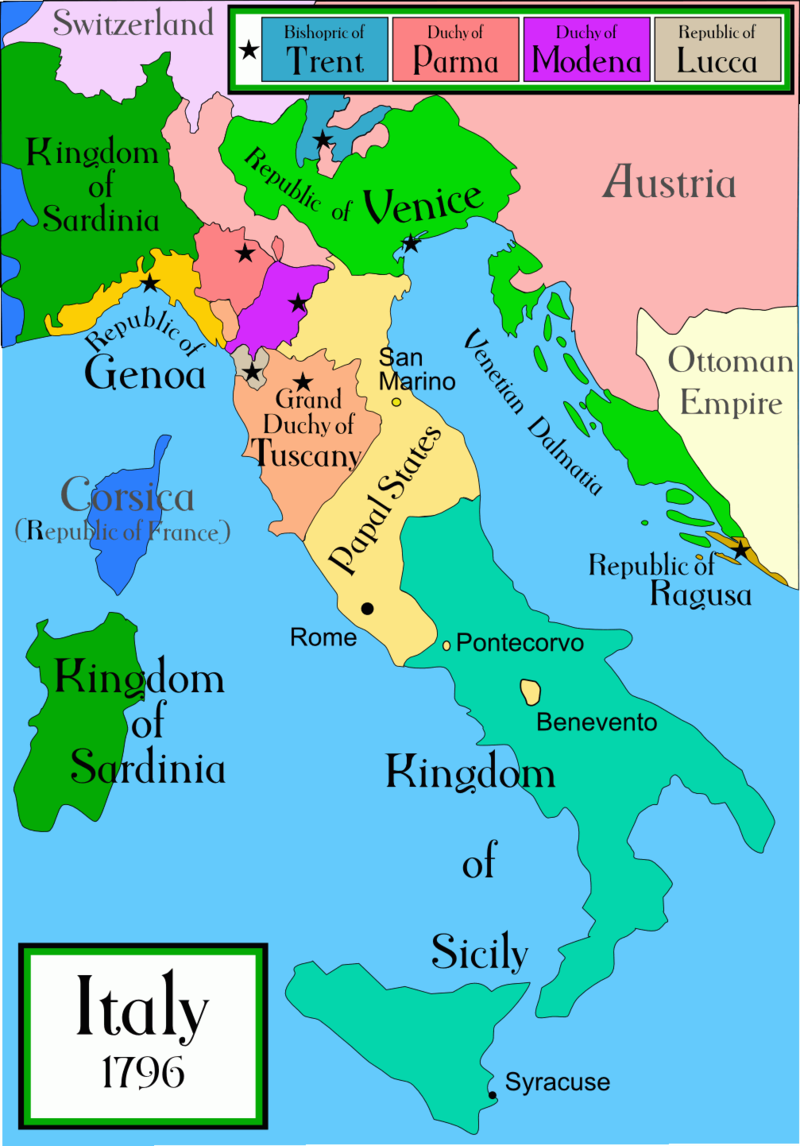 Switzerland
Bishopric of
Trent
Duchy of
Parma
Duchy of
Modena
Republic of
Lucca
Kingdom
of
Sardinia
Republic of Venice
Austria
Republic of
Genoa
San
Marino
Venetian Dalmatia
Ottoman
Empire
Grand
Duchy of
Tuscany
Papal States
Corsica
(Republic of France)
Republic of
Ragusa
Rome
Pontecorvo
Kingdom
of
Sardinia
Benevento
Kingdom
of
Sicily
Italy
1796
Syracuse